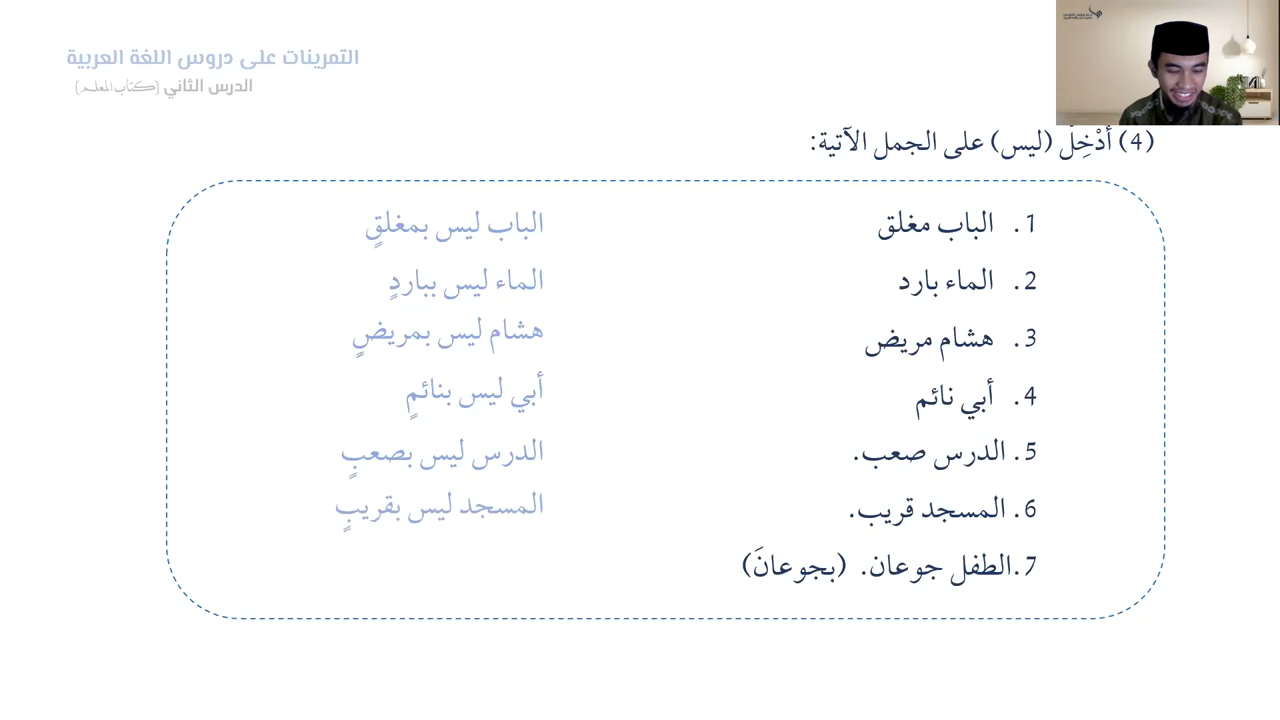 التمرينات على دروس اللغة العربية
الدرس الثاني (كتاب المعلم)
(4) أدْخِلْ (ليس) على الجمل الآتية:
1. الباب مغلق
الباب ليس بمغلقٍ
2. الماء بارد
الماء ليس بباردٍ
3. هشام مريض
هشام ليس بمريضٍ
4. أبي نائم
أبي ليس بنائمٍ
5. الدرس صعب.
الدرس ليس بصعبٍ
6. المسجد قريب.
المسجد ليس بقريبٍ
7.الطفل جوعان. (بجوعانَ)